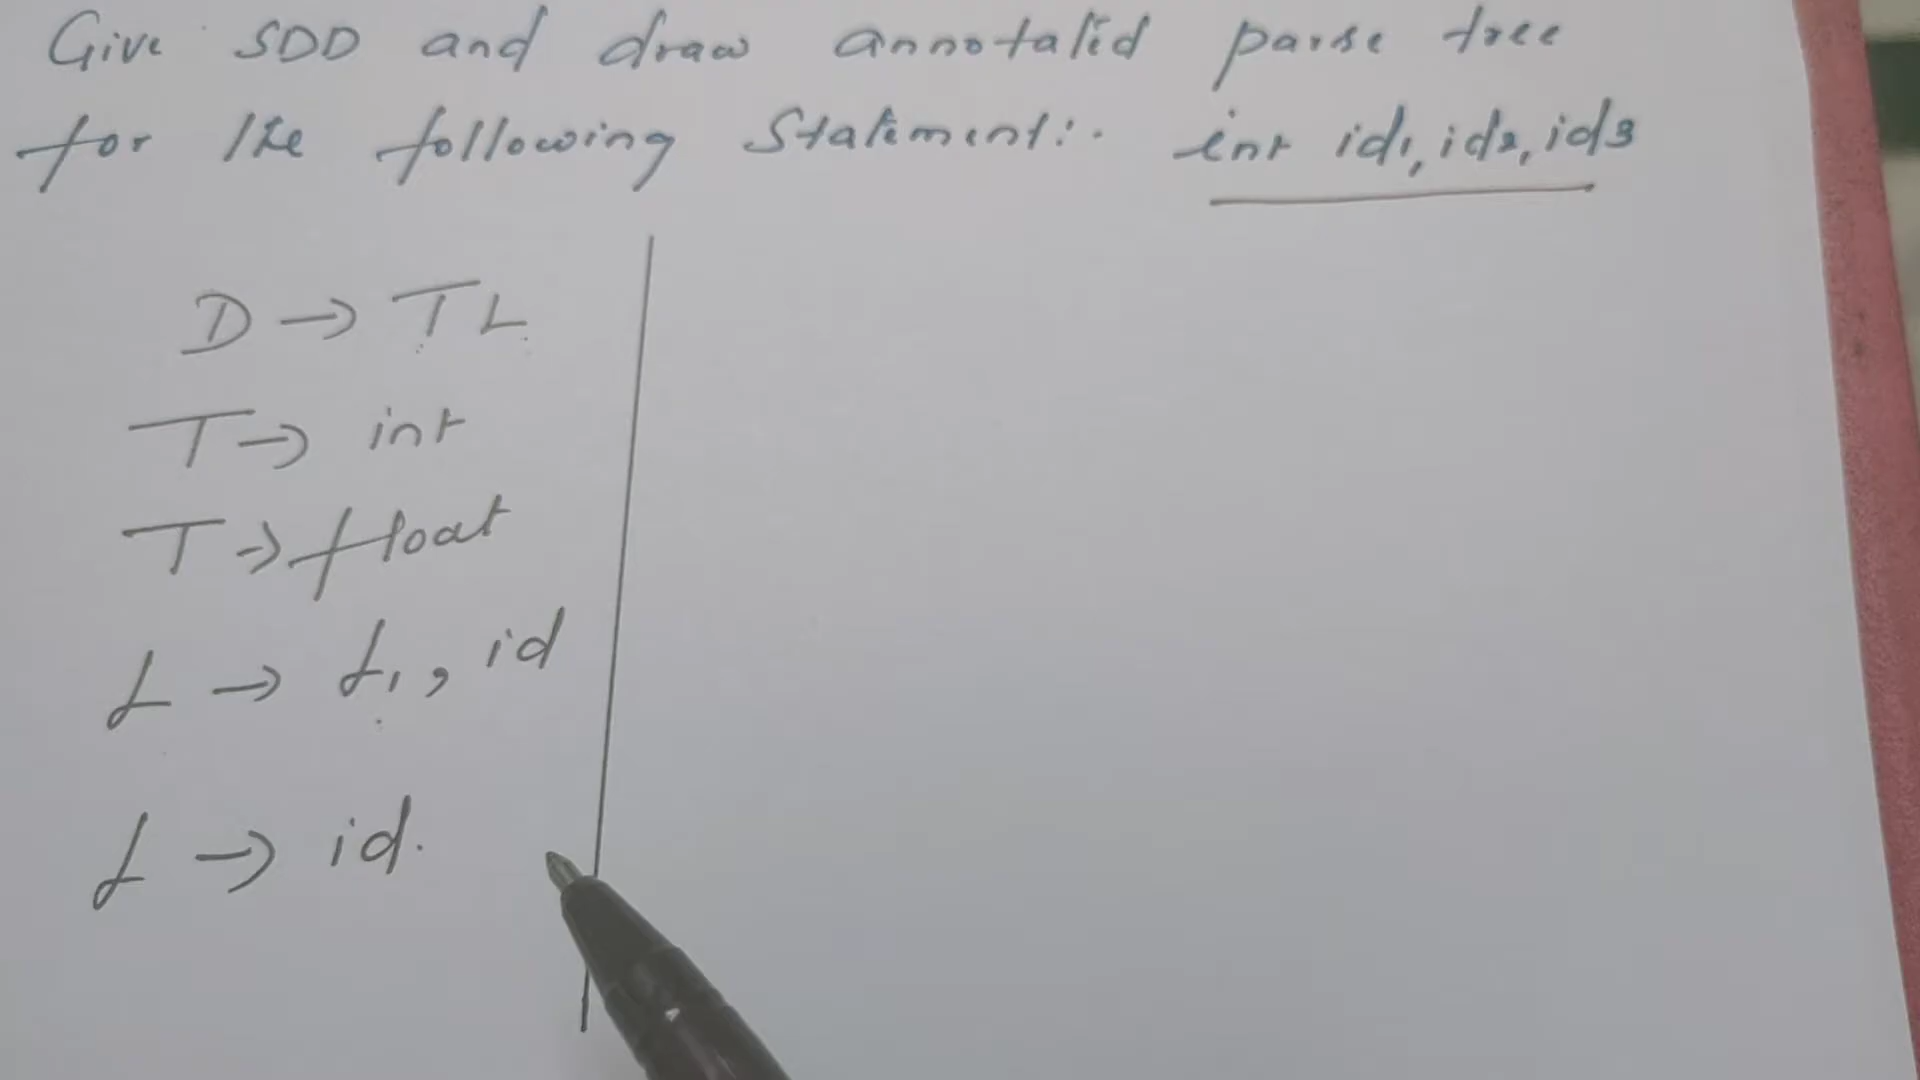 Give SDD and draw annotated parse tree
for the following Statement:. int id1, id2, id3
D → TL
T → int
T → float
L → L1, id
L → id.